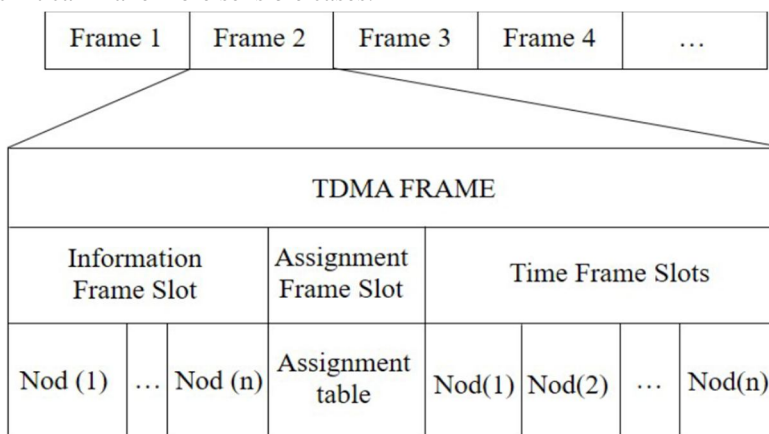 Frame 1 Frame 2 Frame 3 Frame 4 ...
TDMA FRAME
Information Frame Slot Assignment Frame Slot Time Frame Slots
Nod (1) ... Nod (n) Assignment table Nod(1) Nod(2) ... Nod(n)